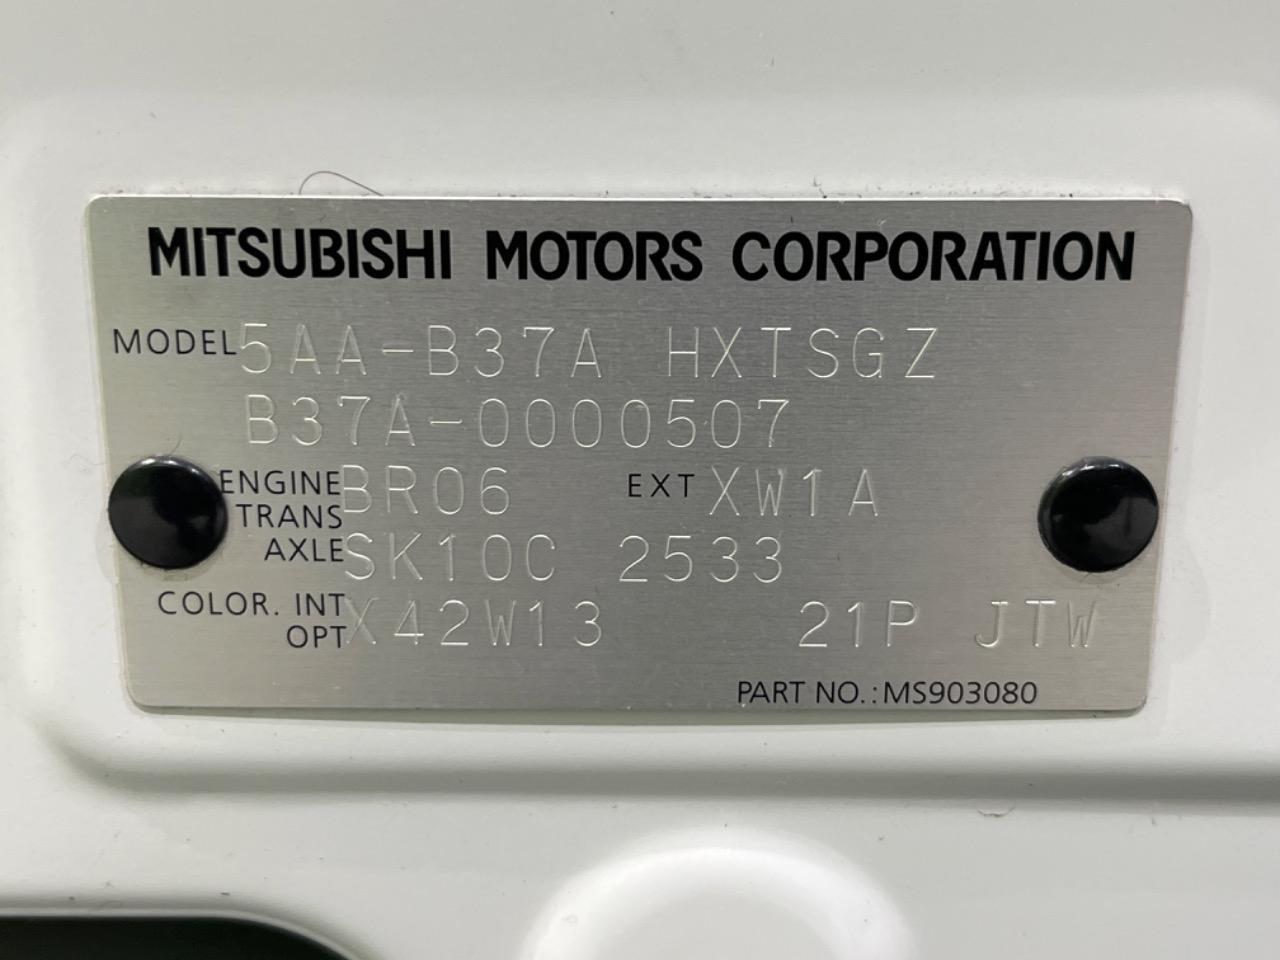 MITSUBISHI MOTORS CORPORATION
MODEL 5AA-B37A HXTSGZ
B37A-0000507
ENGINE BR06 EXT XW1A
TRANS
AXLE SK10C 2533
COLOR. INT
OPT X42W13 21P JTW
PART NO.:MS903080